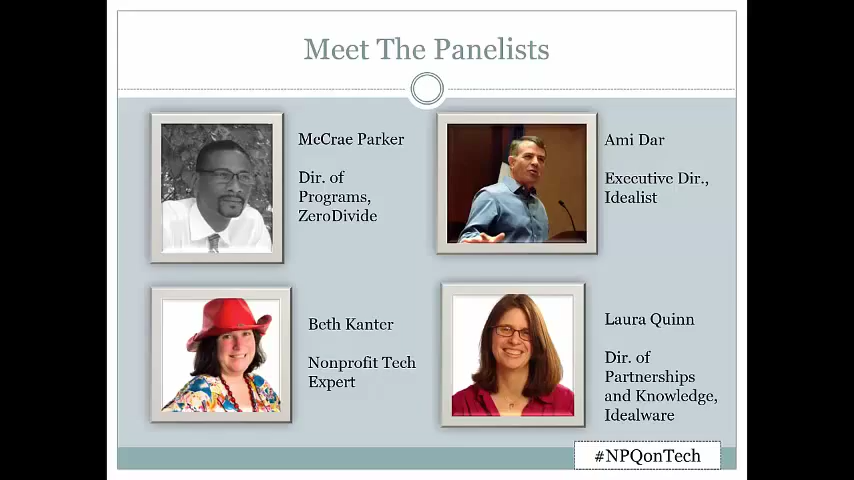 Meet The Panelists
McCrae Parker
Dir. of
Programs,
ZeroDivide
Ami Dar
Executive Dir.,
Idealist
Beth Kanter
Nonprofit Tech
Expert
Laura Quinn
Dir. of
Partnerships
and Knowledge,
Idealware
#NPQonTech